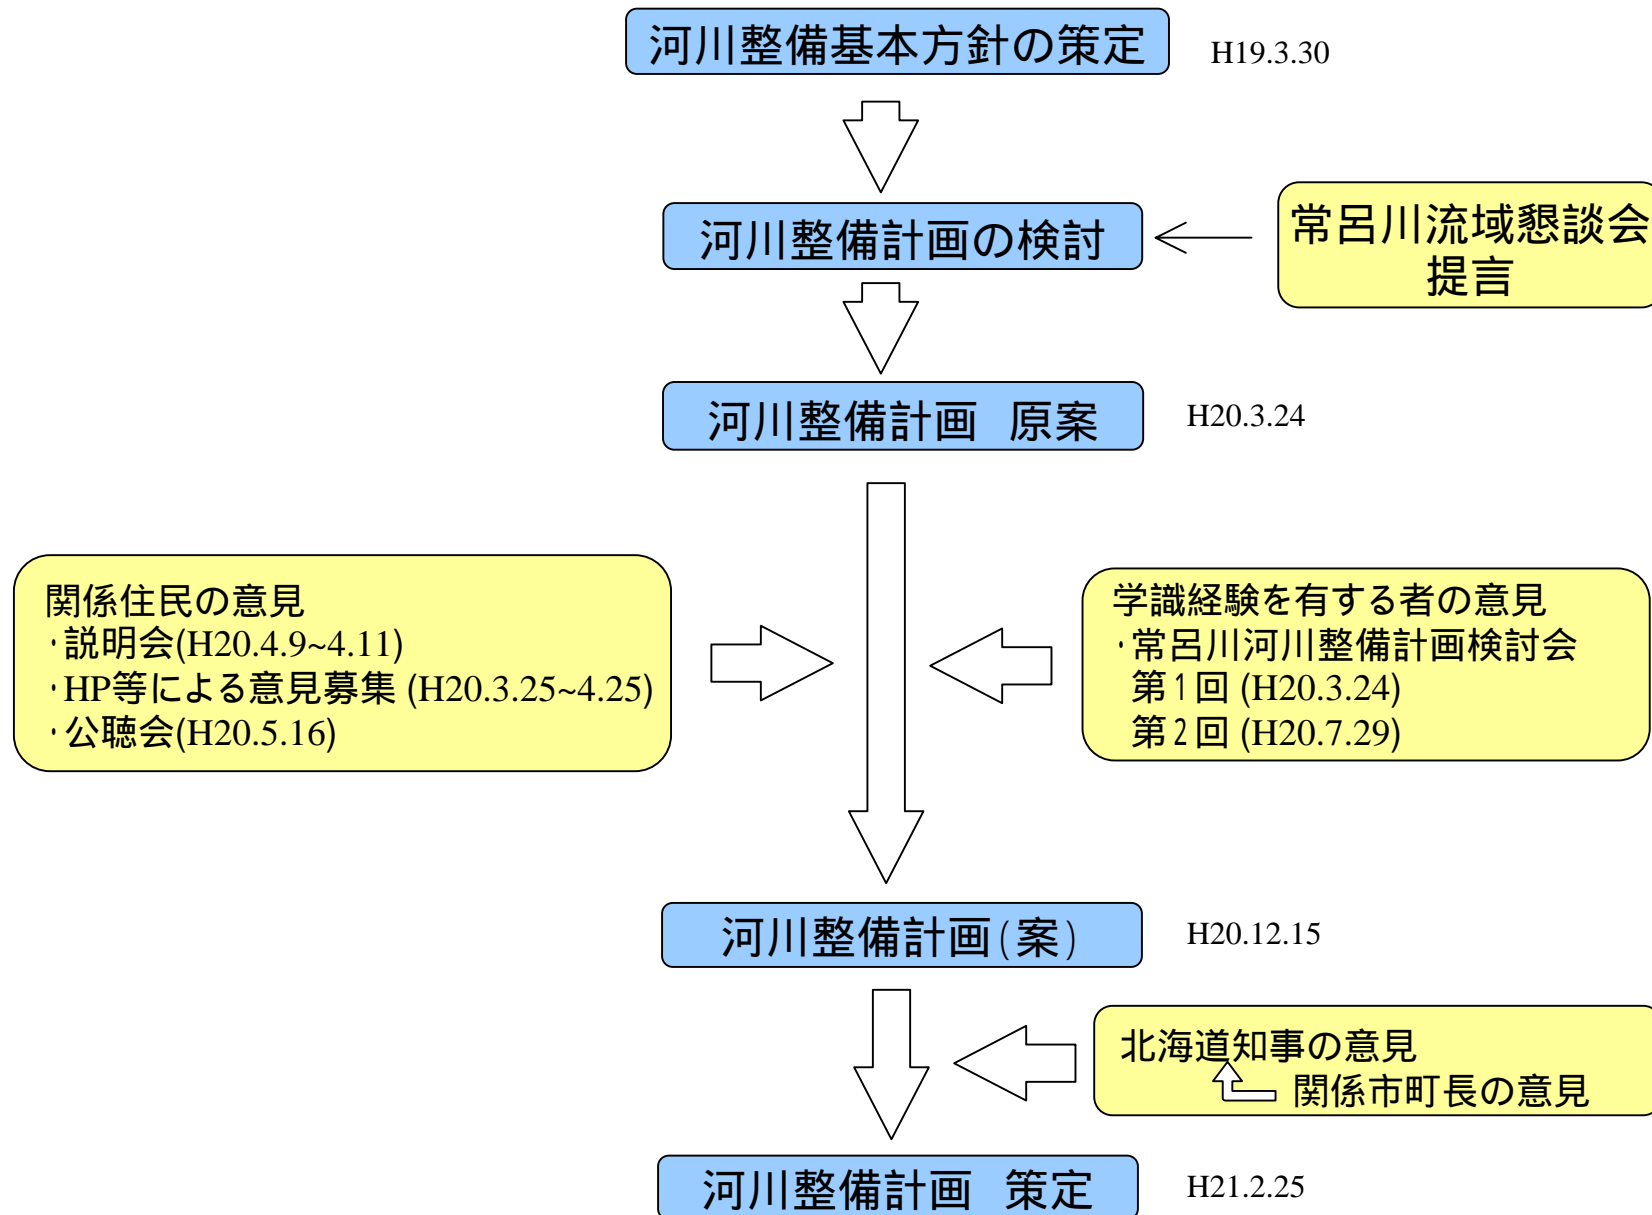 河川整備基本方針の策定 H19.3.30
河川整備計画の検討
常呂川流域懇談会
提言
河川整備計画 原案 H20.3.24
関係住民の意見
・説明会(H20.4.9~4.11)
・HP等による意見募集 (H20.3.25~4.25)
・公聴会(H20.5.16)
学識経験を有する者の意見
・常呂川河川整備計画検討会
第1回 (H20.3.24)
第2回 (H20.7.29)
河川整備計画(案) H20.12.15
北海道知事の意見
関係市町長の意見
河川整備計画 策定 H21.2.25